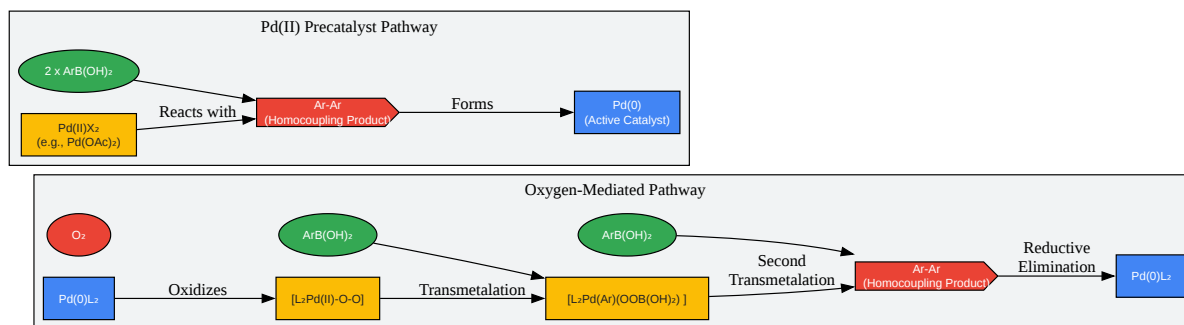 Pd(II) Precatalyst Pathway
2 x ArB(OH)₂
Reacts with
Pd(II)X₂
(e.g., Pd(OAc)₂)
Ar-Ar
(Homocoupling Product)
Forms
Pd(0)
(Active Catalyst)
Oxygen-Mediated Pathway
O₂
ArB(OH)₂
ArB(OH)₂
Pd(0)L₂
Oxidizes
[L₂Pd(II)-O-O]
Transmetalation
[L₂Pd(Ar)(OOB(OH)₂) ]
Second
Transmetalation
Ar-Ar
(Homocoupling Product)
Reductive
Elimination
Pd(0)L₂